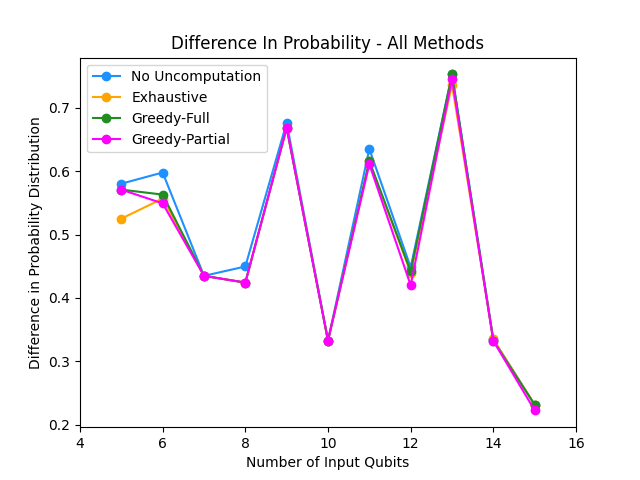 Difference In Probability - All Methods
No Uncomputation
Exhaustive
Greedy-Full
Greedy-Partial
Difference in Probability Distribution
0.7
0.6
0.5
0.4
0.3
0.2
4
6
8
10
12
14
16
Number of Input Qubits